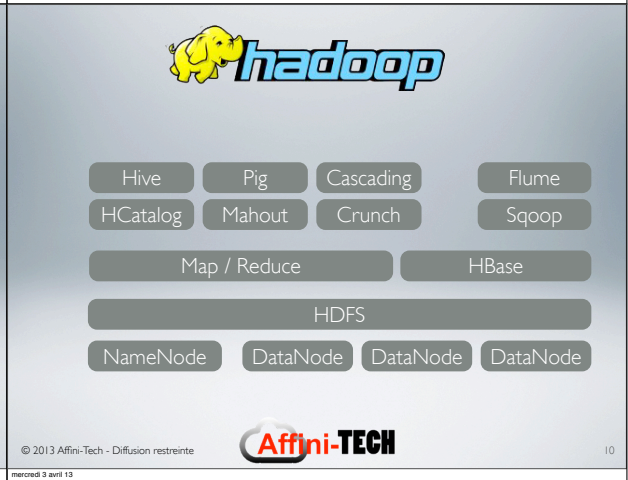 hadoop
Hive Pig Cascading Flume
HCatalog Mahout Crunch Sqoop
Map / Reduce HBase
HDFS
NameNode DataNode DataNode DataNode
© 2013 Affini-Tech - Diffusion restreinte Affini-TECH 10
mercredi 3 avril 13